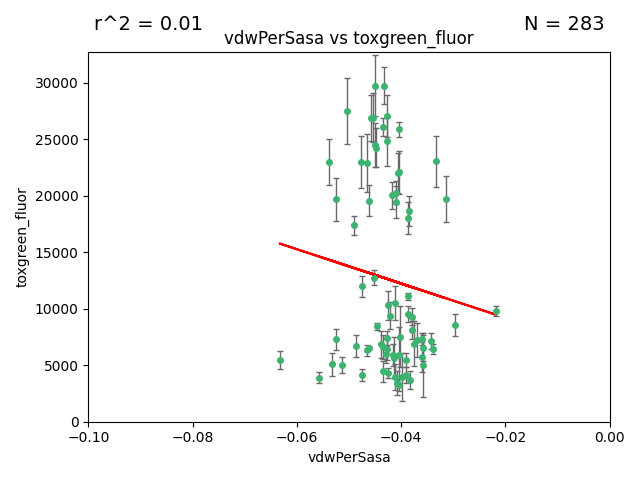 r^2 = 0.01
N = 283
vdwPerSasa vs toxgreen_fluor
toxgreen_fluor
30000
25000
20000
15000
10000
5000
0
−0.10
−0.08
−0.06
−0.04
−0.02
0.00
vdwPerSasa